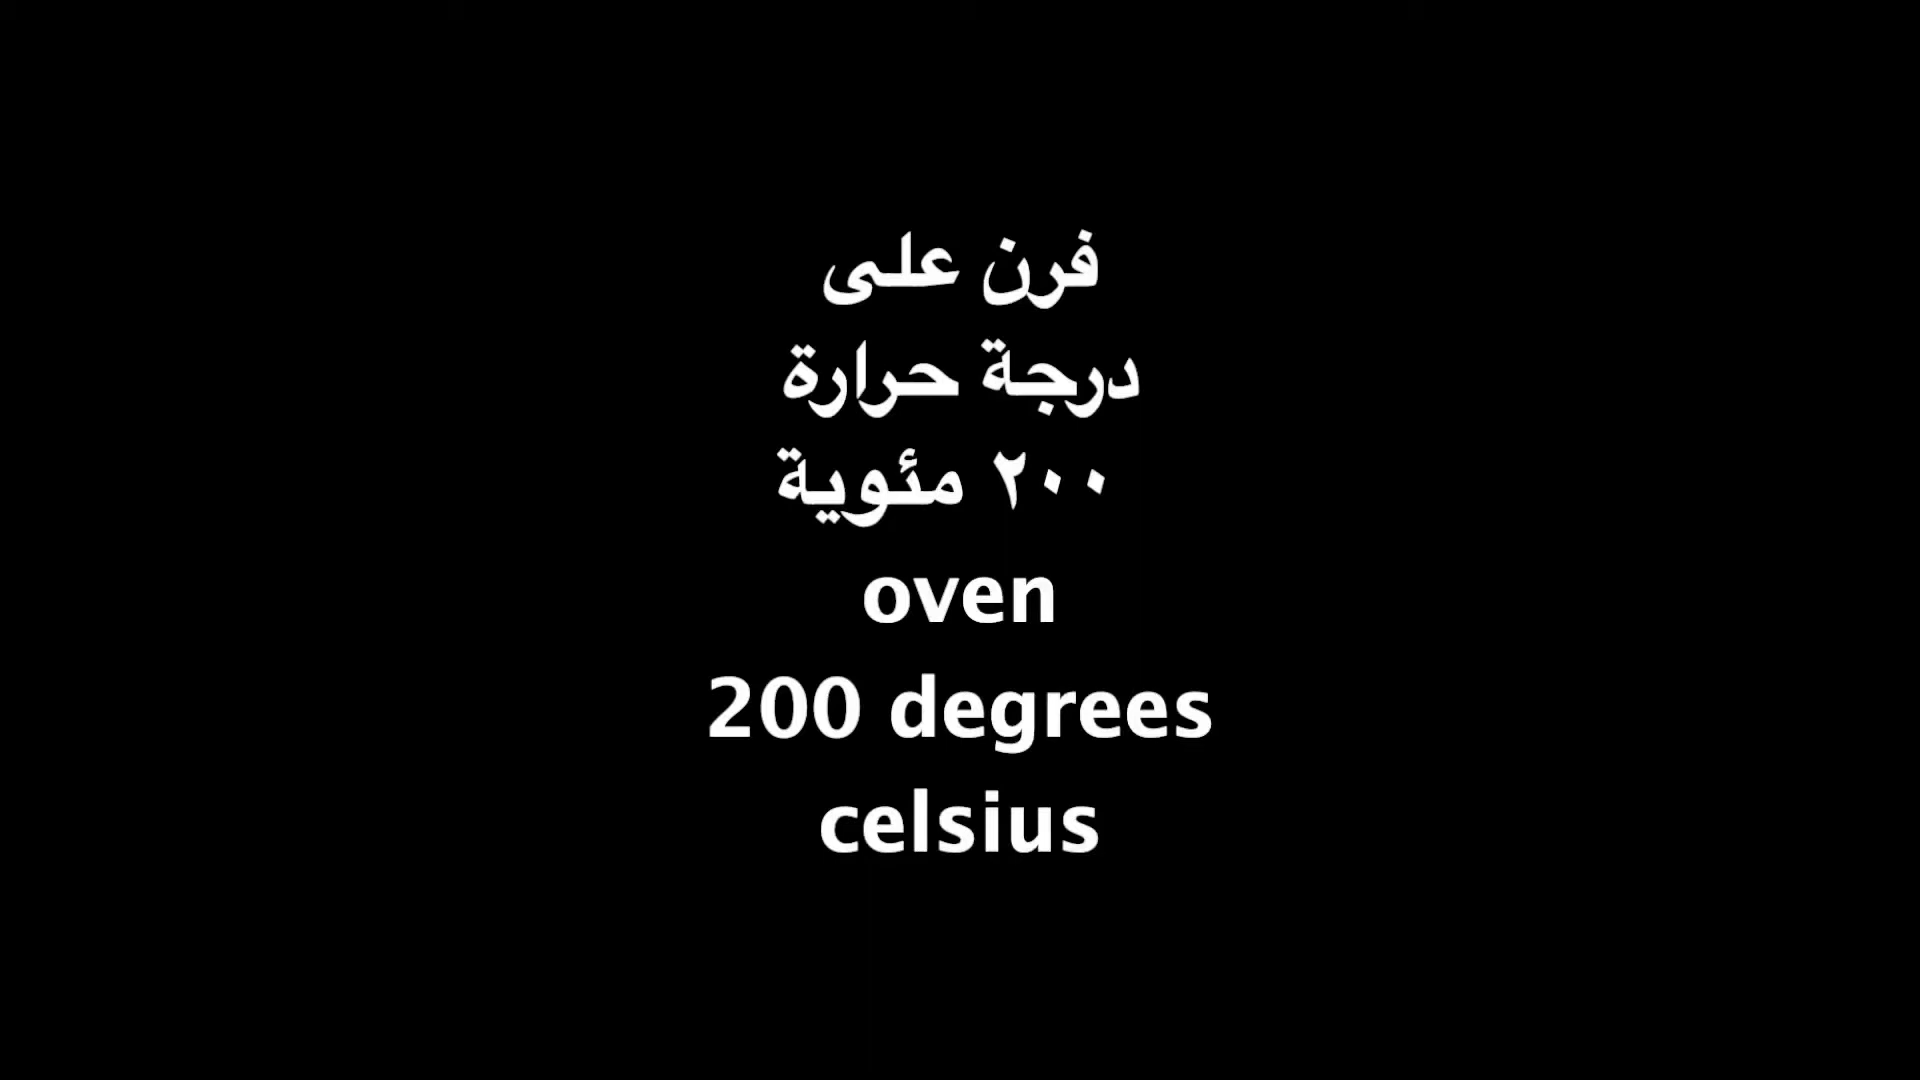 فرن على
درجة حرارة
٢٠٠ مئوية
oven
200 degrees
celsius